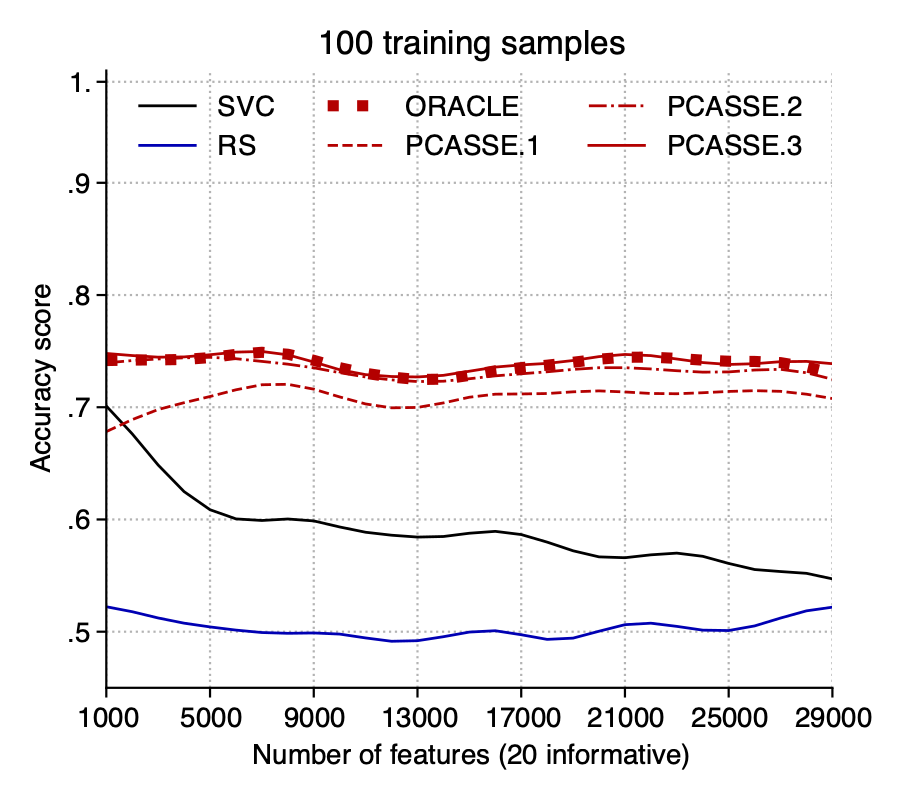 100 training samples
1.
.9
.8
.7
.6
.5
Accuracy score
SVC
ORACLE
PCASSE.2
RS
PCASSE.1
PCASSE.3
1000 5000 9000 13000 17000 21000 25000 29000
Number of features (20 informative)